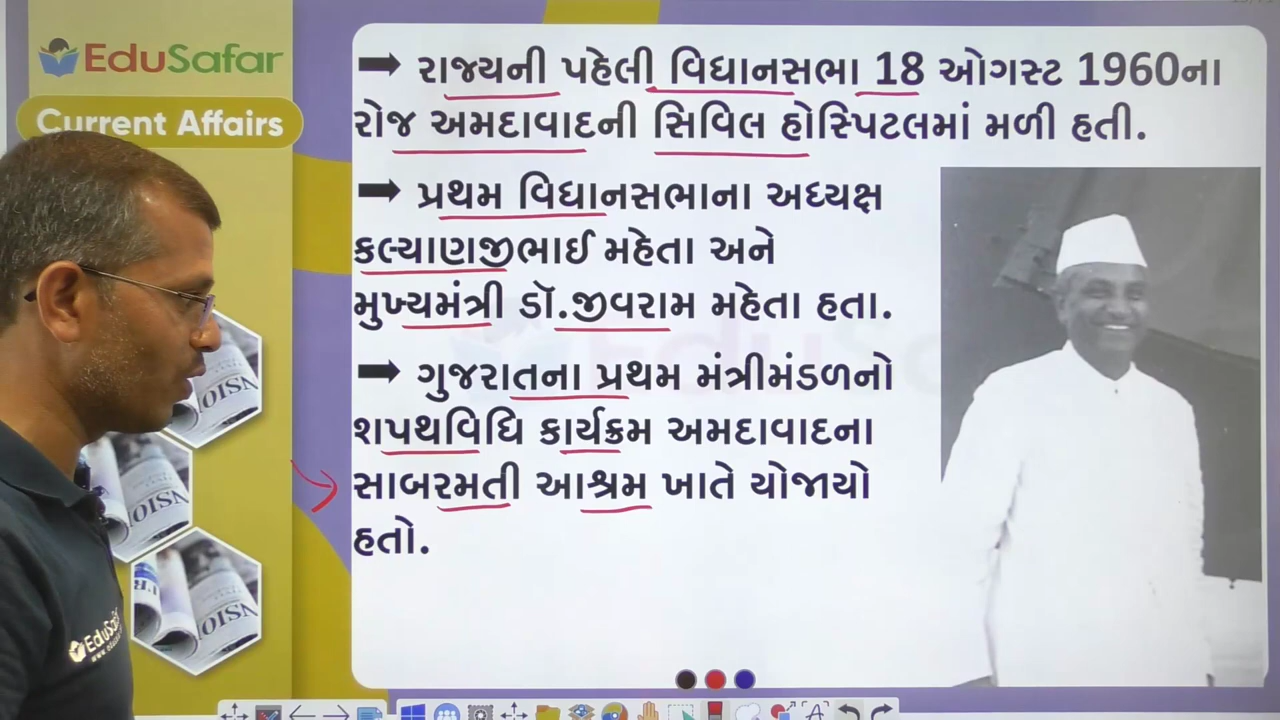 EduSafar
Current Affairs
➡ રાજ્યની પહેલી વિધાનસભા 18 ઓગસ્ટ 1960ના
રોજ અમદાવાદની સિવિલ હોસ્પિટલમાં મળી હતી.
➡ પ્રથમ વિધાનસભાના અધ્યક્ષ
કલ્યાણજીભાઈ મહેતા અને
મુખ્યમંત્રી ડૉ.જીવરામ મહેતા હતા.
➡ ગુજરાતના પ્રથમ મંત્રીમંડળનો
શપથવિધિ કાર્યક્રમ અમદાવાદના
સાબરમતી આશ્રમ ખાતે યોજાયો
હતો.
EduSafar